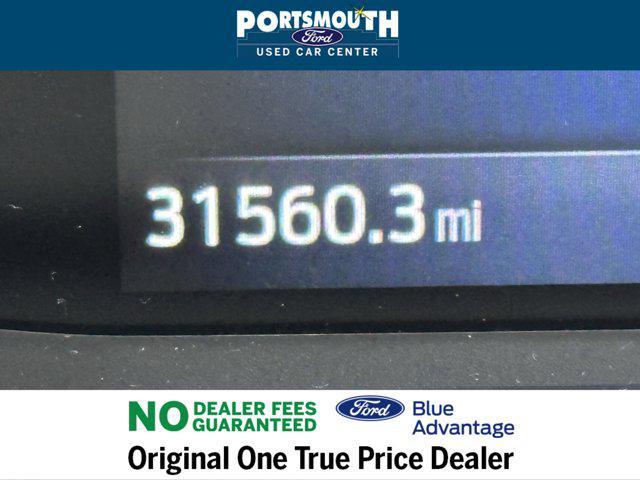 PORTSMOUTH
Ford
USED CAR CENTER
31560.3 mi
NO DEALER FEES
GUARANTEED
Ford Blue
Advantage
Original One True Price Dealer